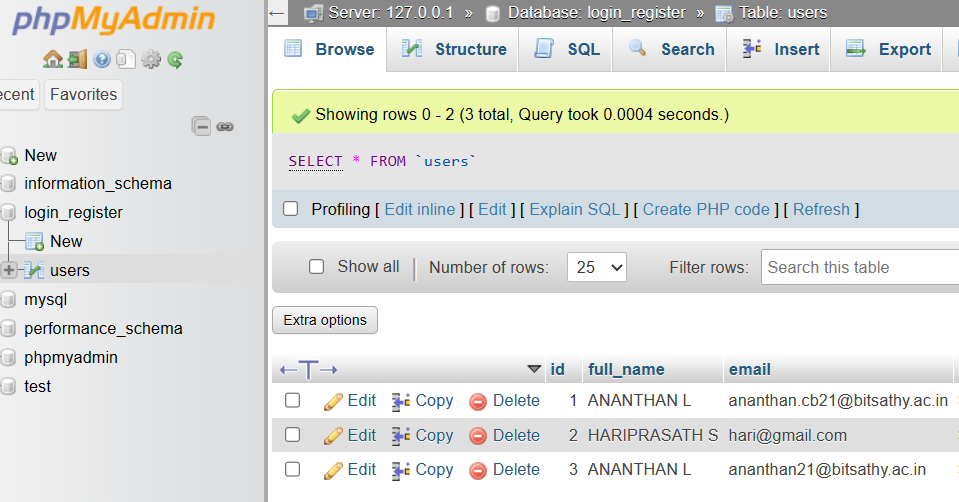 phpMyAdmin
ecent Favorites
New
information_schema
login_register
New
users
mysql
performance_schema
phpmyadmin
test
Server: 127.0.0.1 » Database: login_register » Table: users
Browse Structure SQL Search Insert Export
Showing rows 0 - 2 (3 total, Query took 0.0004 seconds.)
SELECT * FROM `users`
Profiling [ Edit inline ] [ Edit ] [ Explain SQL ] [ Create PHP code ] [ Refresh ]
Show all Number of rows: 25 Filter rows: Search this table
Extra options
←T→ id full_name email
Edit Copy Delete 1 ANANTHAN L ananthan.cb21@bitsathy.ac.in
Edit Copy Delete 2 HARIPRASATH S hari@gmail.com
Edit Copy Delete 3 ANANTHAN L ananthan21@bitsathy.ac.in